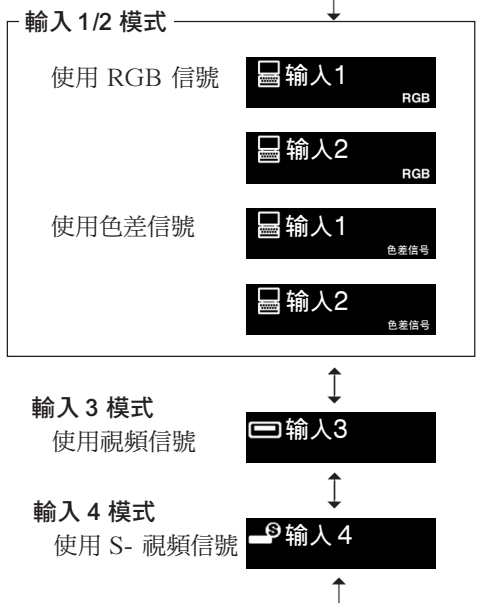 輸入 1/2 模式
使用 RGB 信號 输入1
RGB
输入2
RGB
使用色差信號 输入1
色差信号
输入2
色差信号
輸入 3 模式
使用視頻信號 输入3
輸入 4 模式
使用 S- 視頻信號 S 输入 4